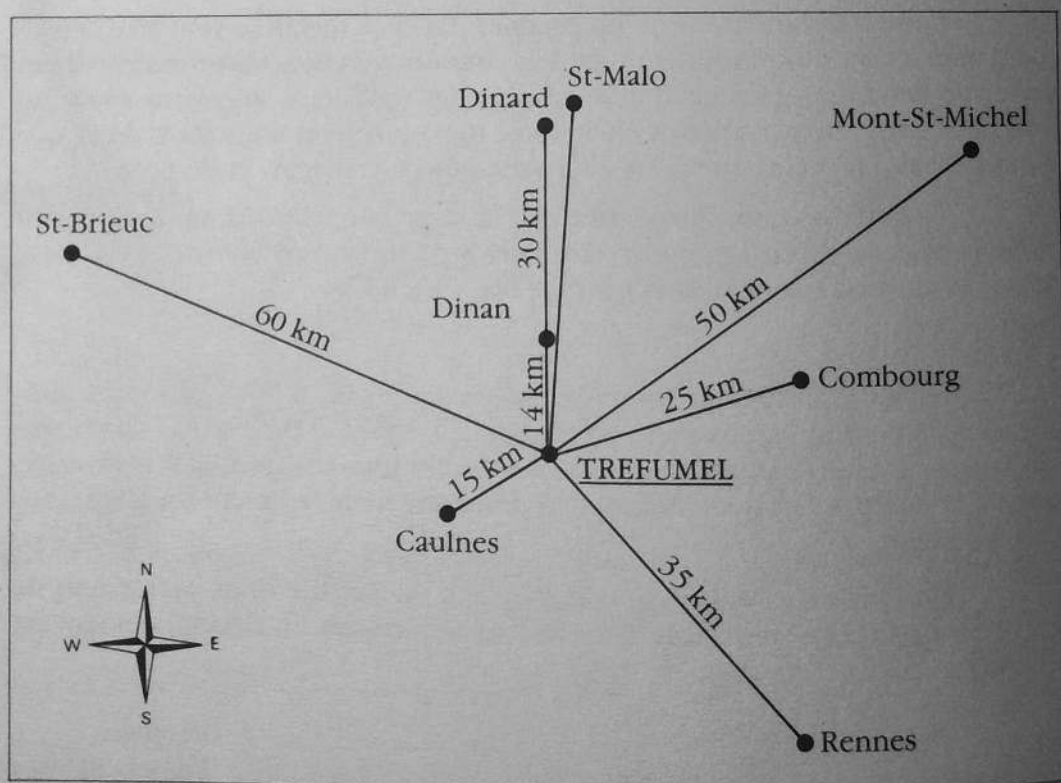 St-Malo
Dinard
Mont-St-Michel
St-Brieuc
30 km
50 km
60 km
Dinan
14 km
25 km
Combourg
15 km
TREFUMEL
Caulnes
35 km
N
W
E
S
Rennes